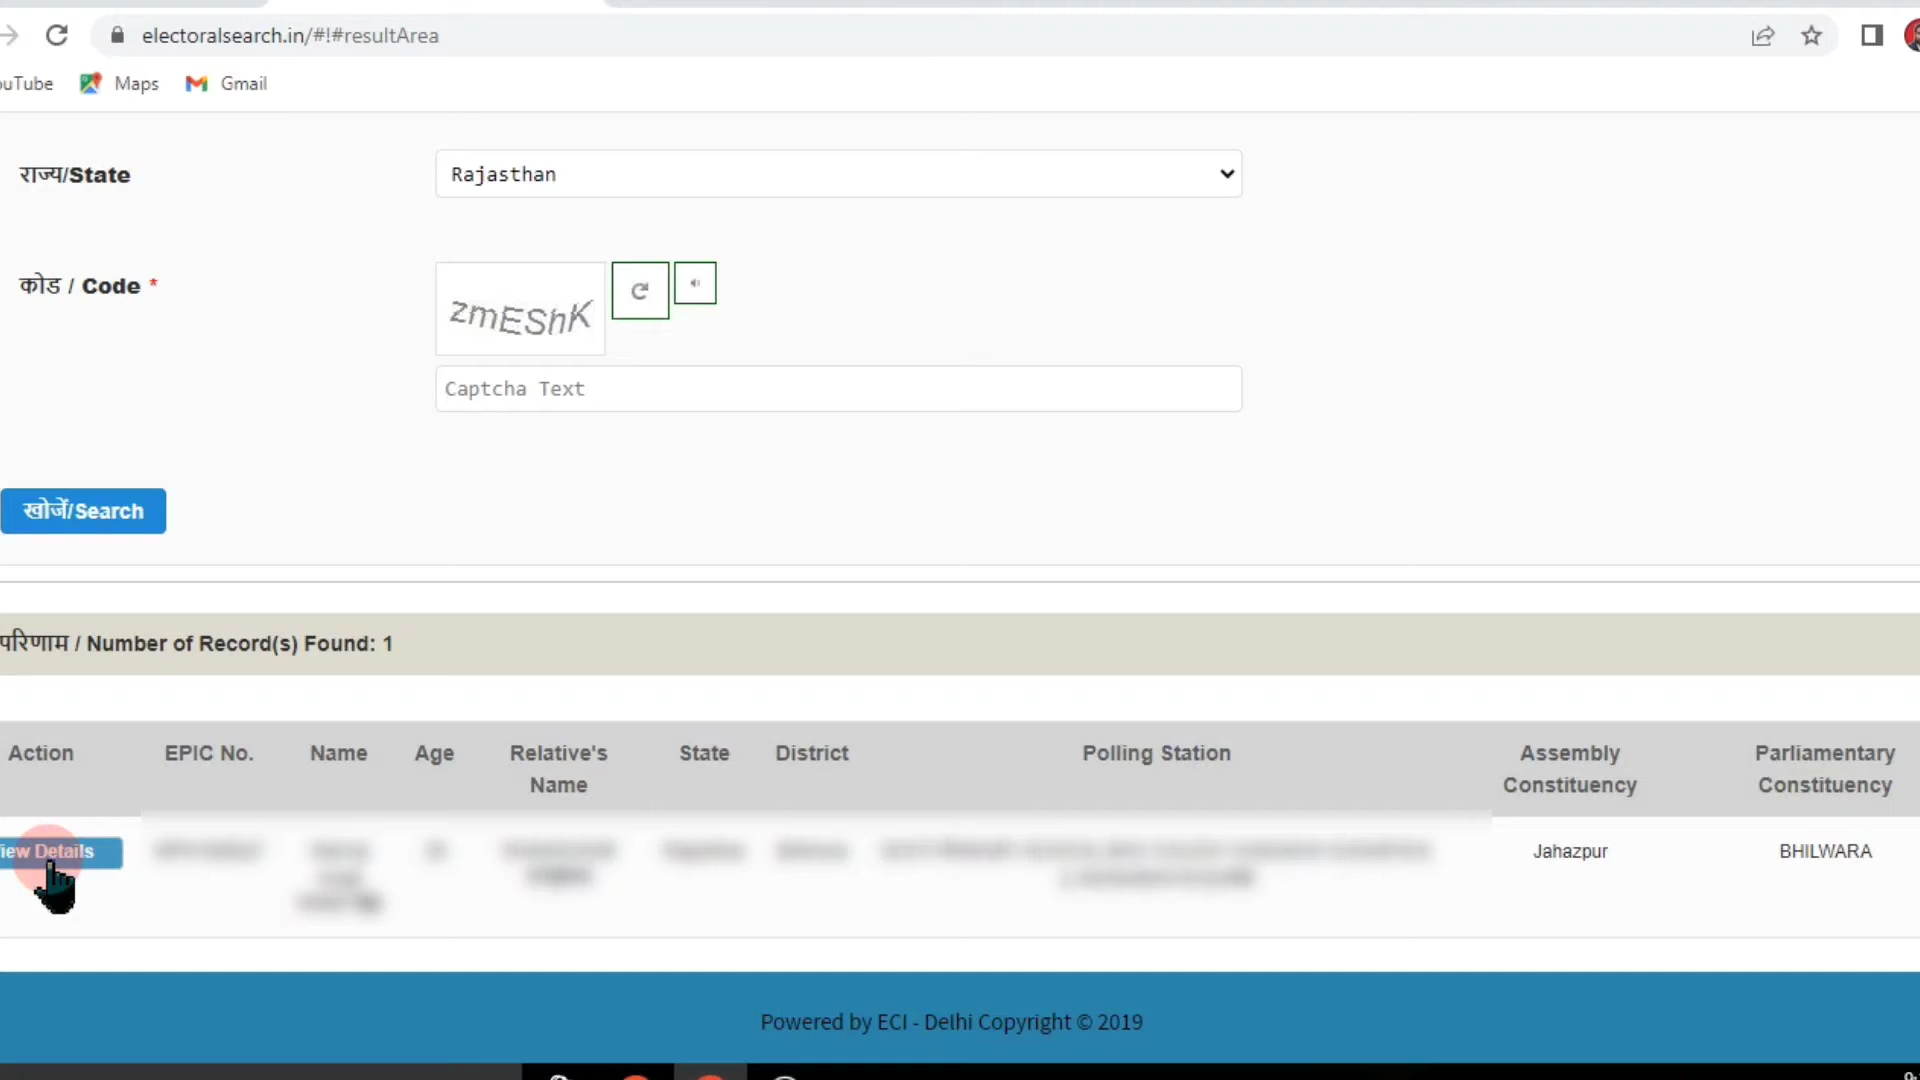 electoralsearch.in/#!#resultArea
ouTube Maps Gmail
राज्य/State Rajasthan
कोड / Code *
zmEShK
Captcha Text
खोजें/Search
परिणाम / Number of Record(s) Found: 1
Action EPIC No. Name Age Relative's Name State District Polling Station Assembly Constituency Parliamentary Constituency
iew Details Jahazpur BHILWARA
Powered by ECI - Delhi Copyright © 2019